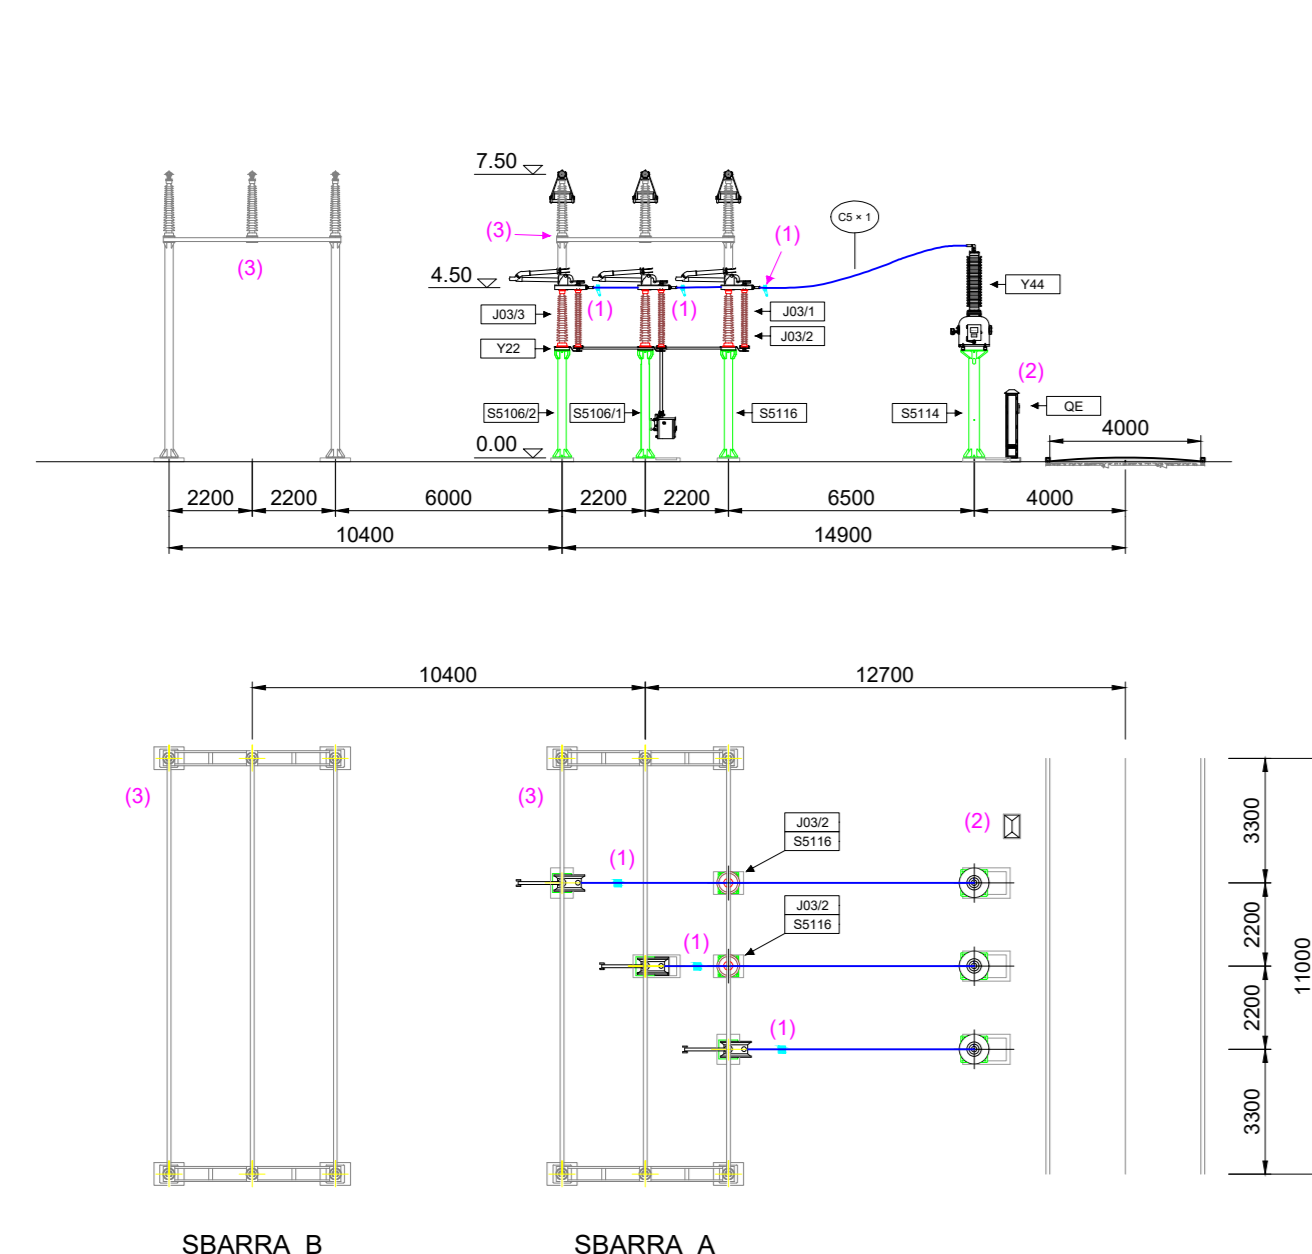 7.50
(3)
(3)
C5 × 1
(1)
4.50
(1)
(1)
Y44
J03/3
J03/1
Y22
J03/2
(2)
S5106/2
S5106/1
S5116
S5114
QE
0.00
4000
2200
2200
6000
2200
2200
6500
4000
10400
14900
10400
12700
(3)
(3)
J03/2
S5116
(2)
3300
(1)
J03/2
S5116
2200
(1)
11000
2200
(1)
3300
SBARRA B
SBARRA A